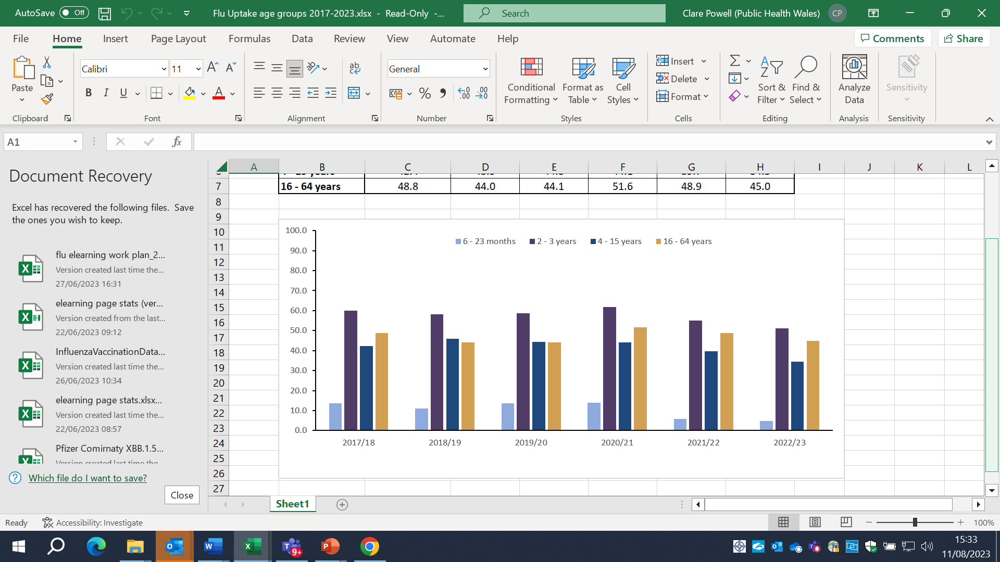 AutoSave Off Flu Uptake age groups 2017-2023.xlsx - Read-Only -... Search Clare Powell (Public Health Wales) CP
File Home Insert Page Layout Formulas Data Review View Automate Help Comments Share
Paste
Calibri 11
B I U
ab
General
% 
Conditional Formatting
Format as Table
Cell Styles
Insert
Delete
Format
Sort & Filter
Find & Select
Analyze Data
Sensitivity
Clipboard Font Alignment Number Styles Cells Editing Analysis Sensitivity
A1 fx
Document Recovery
Excel has recovered the following files. Save
the ones you wish to keep.
flu elearning work plan_2...
Version created last time the...
27/06/2023 16:31
elearning page stats (ver...
Version created from the last...
22/06/2023 09:12
InfluenzaVaccinationData...
Version created last time the...
26/06/2023 10:34
elearning page stats.xlsx...
Version created last time the...
22/06/2023 08:57
Pfizer Comirnaty XBB.1.5...
Version created last time the...
Which file do I want to save?
Close
A B C D E F G H I J K L
7 16 - 64 years 48.8 44.0 44.1 51.6 48.9 45.0
8
9
10
11
12
13
14
15
16
17
18
19
20
21
22
23
24
25
26
27
6 - 23 months 2 - 3 years 4 - 15 years 16 - 64 years
100.0
90.0
80.0
70.0
60.0
50.0
40.0
30.0
20.0
10.0
0.0
2017/18 2018/19 2019/20 2020/21 2021/22 2022/23
Sheet1
Ready Accessibility: Investigate 100%
9+
15:33
11/08/2023